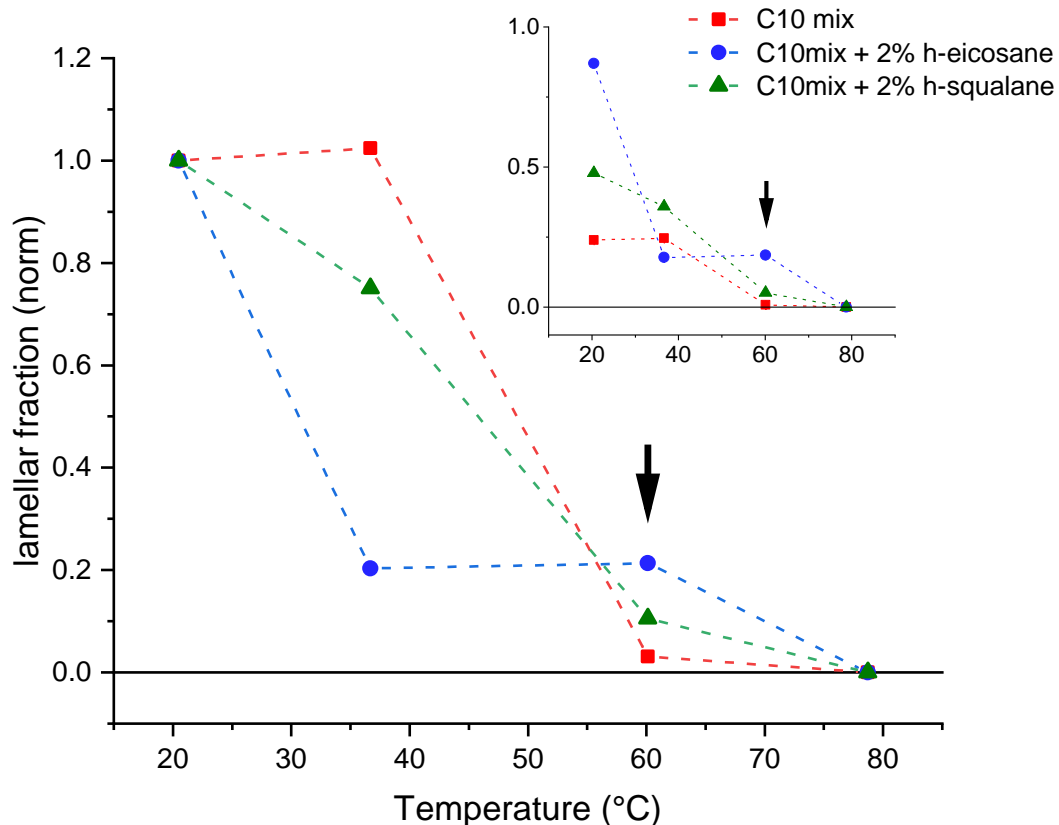 C10 mix
C10mix + 2% h-eicosane
C10mix + 2% h-squalane
1.0
0.5
0.0
20 40 60 80
lamellar fraction (norm)
1.2
1.0
0.8
0.6
0.4
0.2
0.0
20 30 40 50 60 70 80
Temperature (°C)